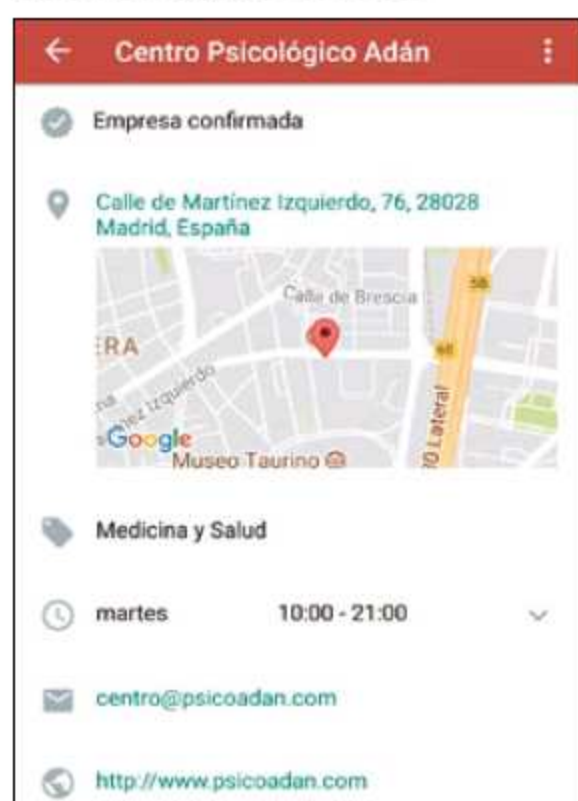 Centro Psicológico Adán
Empresa confirmada
Calle de Martínez Izquierdo, 76, 28028
Madrid, España
Calle de Brescia
ERA
Izquierdo
Google
Museo Taurino
Lateral
Medicina y Salud
martes 10:00 - 21:00
centro@psicoadan.com
http://www.psicoadan.com